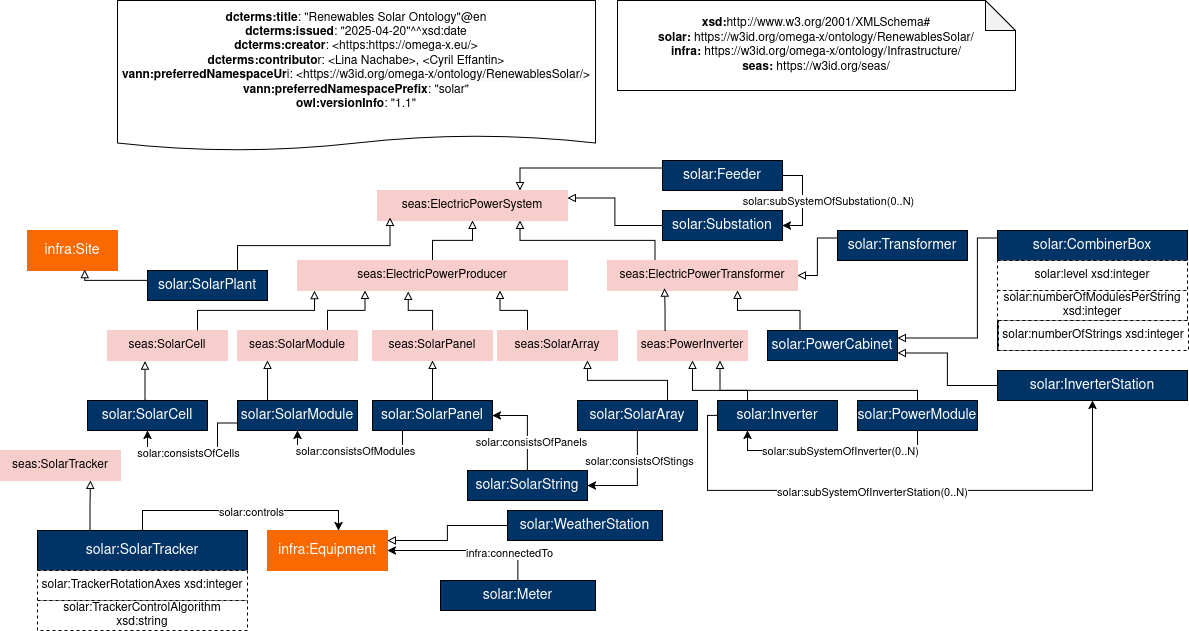 dcterms:title: "Renewables Solar Ontology"@en
dcterms:issued: "2025-04-20"^^xsd:date
dcterms:creator: <https:https://omega-x.eu/>
dcterms:contributor: <Lina Nachabe>, <Cyril Effantin>
vann:preferredNamespaceUri: <https://w3id.org/omega-x/ontology/RenewablesSolar/>
vann:preferredNamespacePrefix: "solar"
owl:versionInfo: "1.1"
xsd:http://www.w3.org/2001/XMLSchema#
solar: https://w3id.org/omega-x/ontology/RenewablesSolar/
infra: https://w3id.org/omega-x/ontology/Infrastructure/
seas: https://w3id.org/seas/
solar:Feeder
seas:ElectricPowerSystem
solar:subSystemOfSubstation(0..N)
solar:Substation
infra:Site
solar:Transformer
solar:CombinerBox
solar:SolarPlant
seas:ElectricPowerProducer
seas:ElectricPowerTransformer
solar:level xsd:integer
solar:numberOfModulesPerString
xsd:integer
solar:numberOfStrings xsd:integer
seas:SolarCell
seas:SolarModule
seas:SolarPanel
seas:SolarArray
seas:PowerInverter
solar:PowerCabinet
solar:InverterStation
solar:SolarCell
solar:SolarModule
solar:SolarPanel
solar:SolarAray
solar:Inverter
solar:PowerModule
solar:consistsOfCells
solar:consistsOfModules
solar:consistsOfPanels
solar:consistsOfStings
solar:subSystemOfInverter(0..N)
seas:SolarTracker
solar:SolarString
solar:subSystemOfInverterStation(0..N)
solar:controls
solar:WeatherStation
solar:SolarTracker
infra:Equipment
infra:connectedTo
solar:TrackerRotationAxes xsd:integer
solar:TrackerControlAlgorithm
xsd:string
solar:Meter